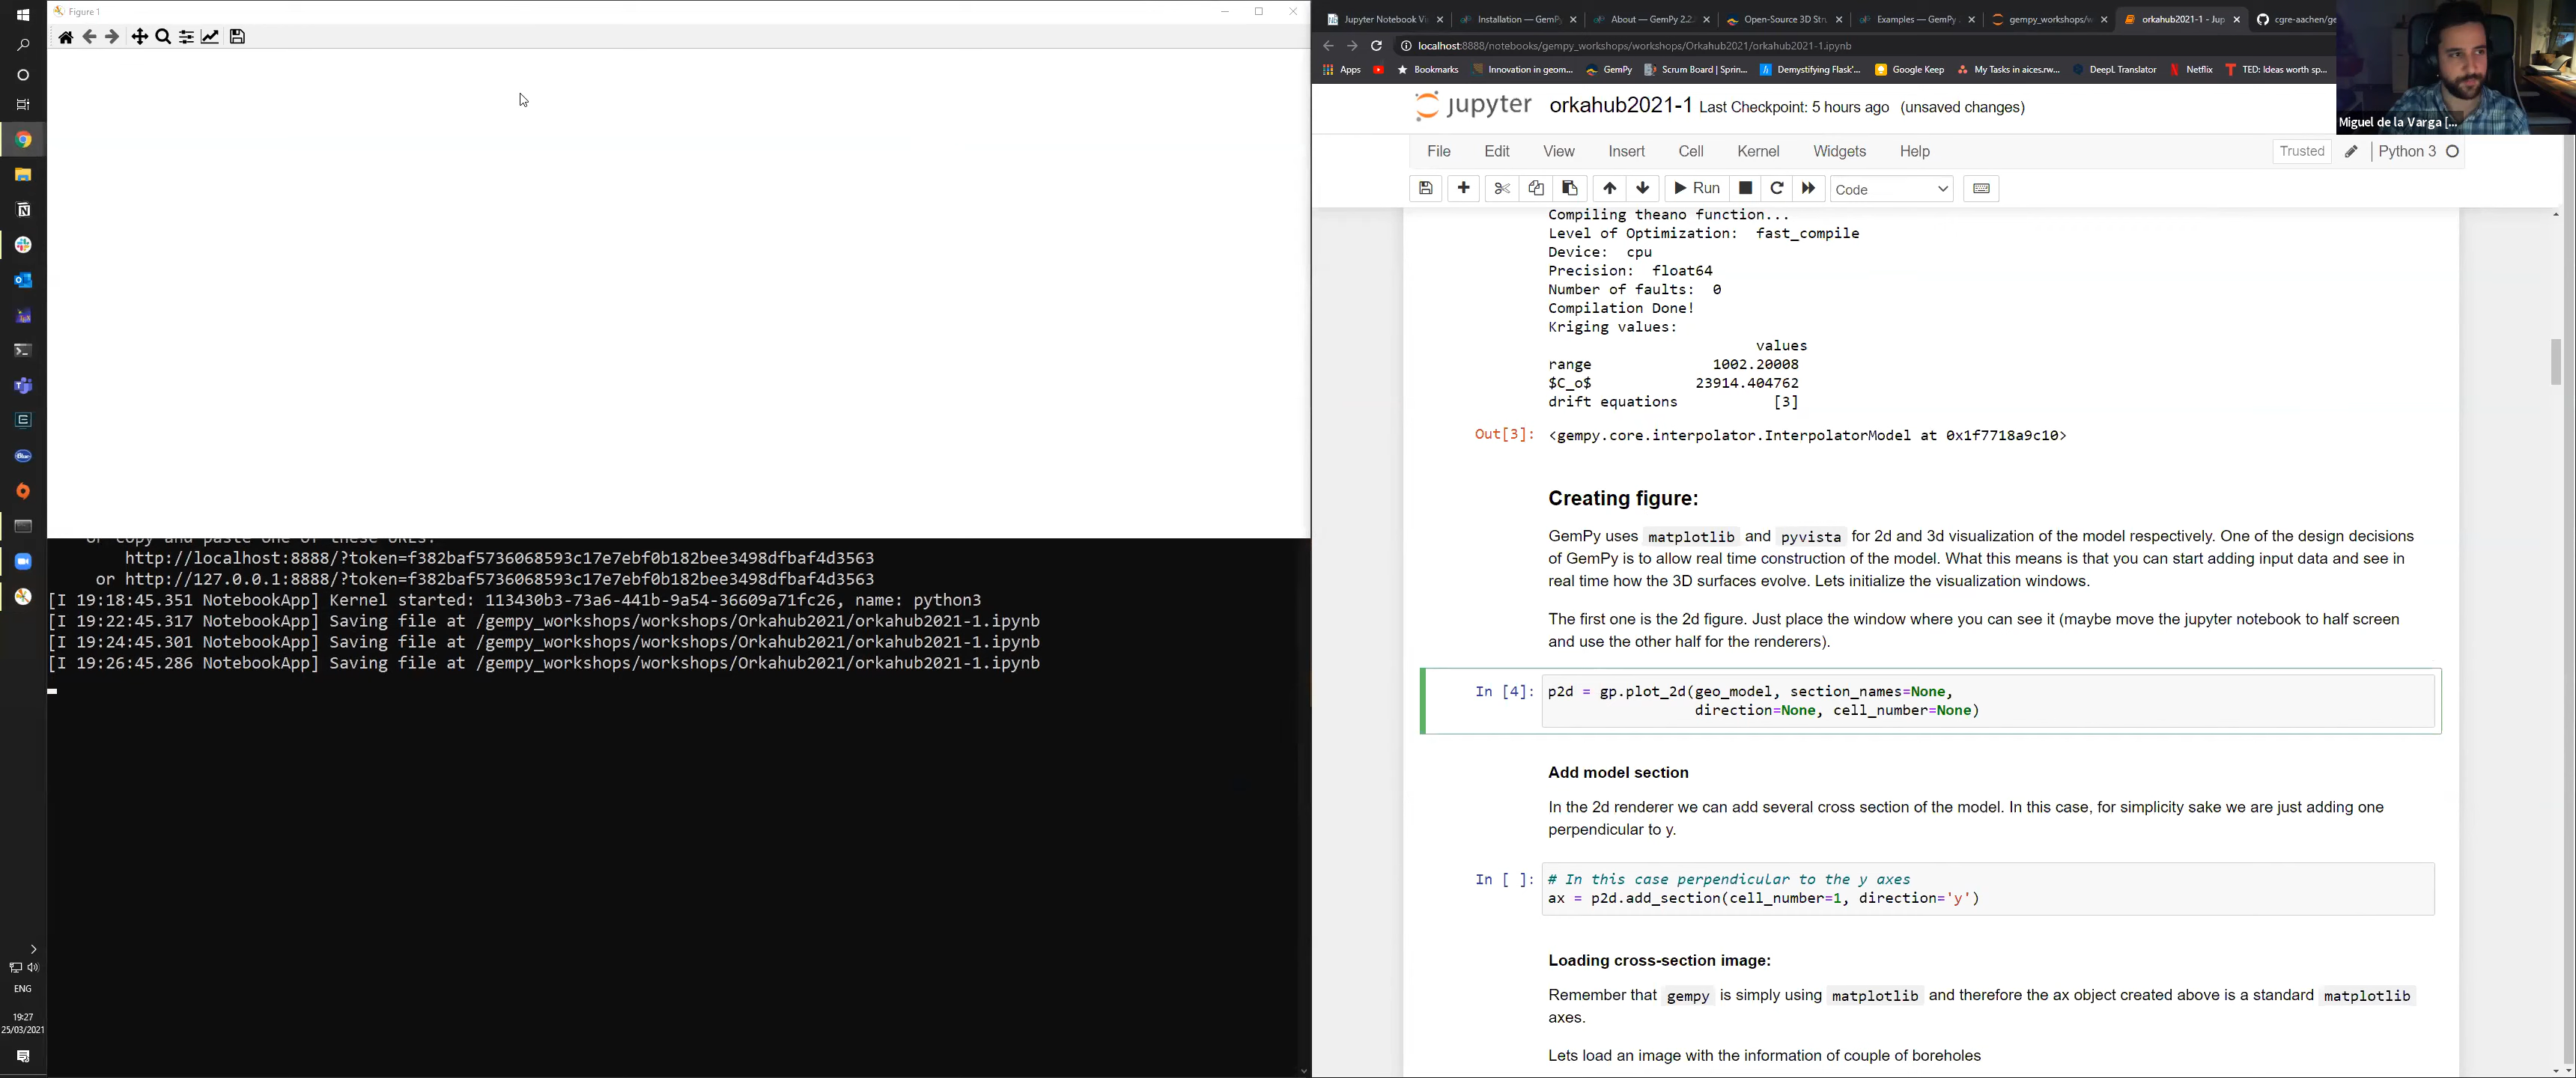 Figure 1
or copy and paste one of these URLs:
http://localhost:8888/?token=f382baf5736068593c17e7ebf0b182bee3498dfbaf4d3563
or http://127.0.0.1:8888/?token=f382baf5736068593c17e7ebf0b182bee3498dfbaf4d3563
[I 19:18:45.351 NotebookApp] Kernel started: 113430b3-73a6-441b-9a54-36609a71fc26, name: python3
[I 19:22:45.317 NotebookApp] Saving file at /gempy_workshops/workshops/Orkahub2021/orkahub2021-1.ipynb
[I 19:24:45.301 NotebookApp] Saving file at /gempy_workshops/workshops/Orkahub2021/orkahub2021-1.ipynb
[I 19:26:45.286 NotebookApp] Saving file at /gempy_workshops/workshops/Orkahub2021/orkahub2021-1.ipynb
ENG
19:27
25/03/2021
Jupyter Notebook Vi Installation — GemP About — GemPy 2.2. Open-Source 3D Str Examples — GemPy gempy_workshops/w orkahub2021-1 - Jup cgre-aachen/ge
localhost:8888/notebooks/gempy_workshops/workshops/Orkahub2021/orkahub2021-1.ipynb
Apps Bookmarks Innovation in geom... GemPy Scrum Board | Sprin... Demystifying Flask'... Google Keep My Tasks in aices.rw... DeepL Translator Netflix TED: Ideas worth sp...
Miguel de la Varga [...
jupyter orkahub2021-1 Last Checkpoint: 5 hours ago (unsaved changes)
File Edit View Insert Cell Kernel Widgets Help Trusted Python 3
Run Code
Compiling theano function...
Level of Optimization: fast_compile
Device: cpu
Precision: float64
Number of faults: 0
Compilation Done!
Kriging values:
values
range 1002.20008
$C_o$ 23914.404762
drift equations [3]
Out[3]: <gempy.core.interpolator.InterpolatorModel at 0x1f7718a9c10>
Creating figure:
GemPy uses matplotlib and pyvista for 2d and 3d visualization of the model respectively. One of the design decisions
of GemPy is to allow real time construction of the model. What this means is that you can start adding input data and see in
real time how the 3D surfaces evolve. Lets initialize the visualization windows.
The first one is the 2d figure. Just place the window where you can see it (maybe move the jupyter notebook to half screen
and use the other half for the renderers).
In [4]: p2d = gp.plot_2d(geo_model, section_names=None,
direction=None, cell_number=None)
Add model section
In the 2d renderer we can add several cross section of the model. In this case, for simplicity sake we are just adding one
perpendicular to y.
In [ ]: # In this case perpendicular to the y axes
ax = p2d.add_section(cell_number=1, direction='y')
Loading cross-section image:
Remember that gempy is simply using matplotlib and therefore the ax object created above is a standard matplotlib
axes.
Lets load an image with the information of couple of boreholes